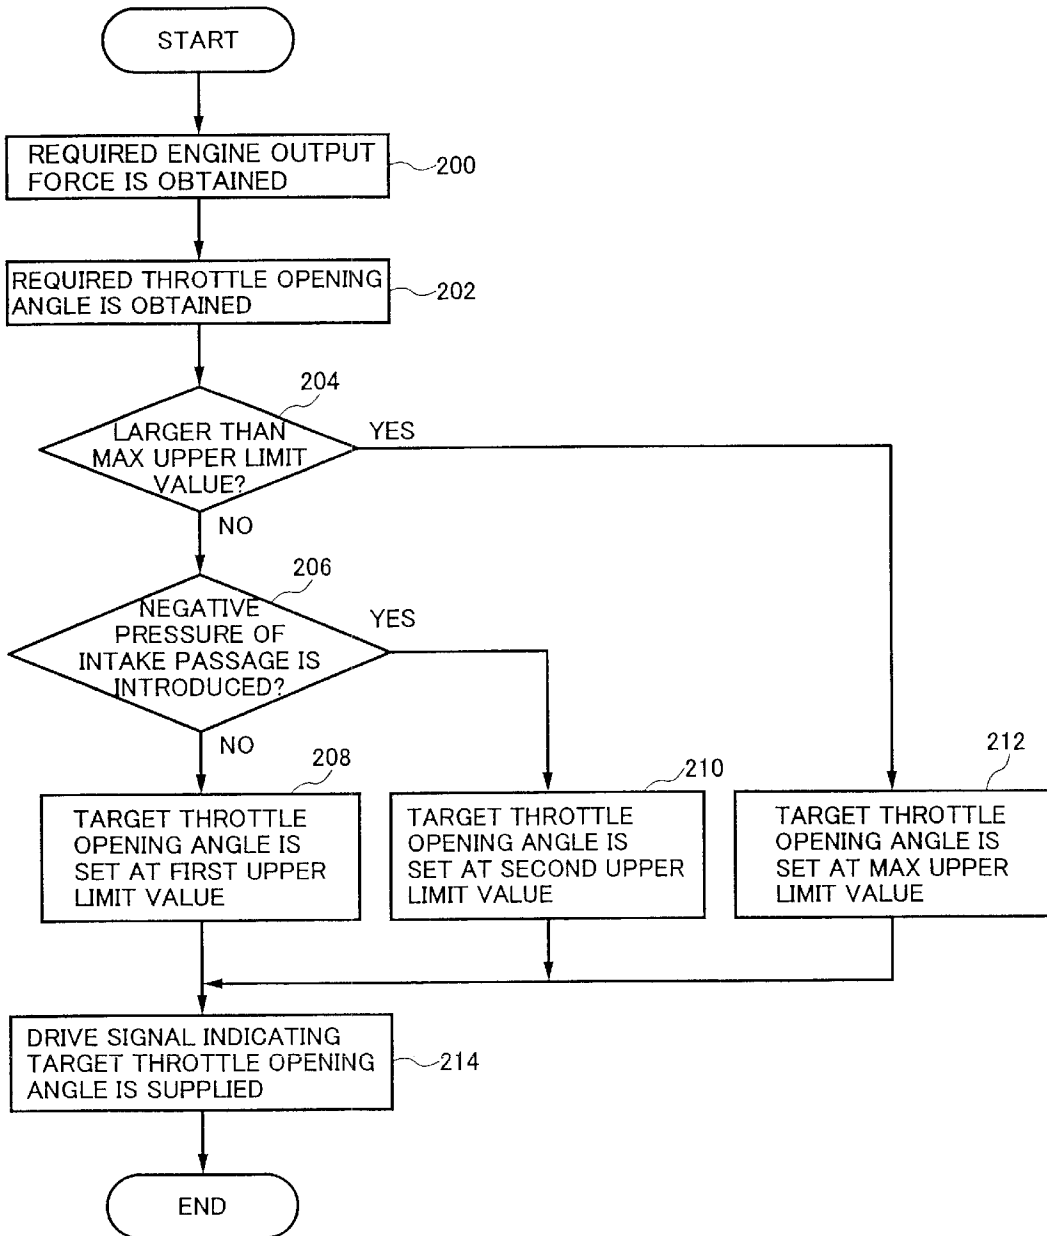 START
REQUIRED ENGINE OUTPUT
FORCE IS OBTAINED
200
REQUIRED THROTTLE OPENING
ANGLE IS OBTAINED
202
204
LARGER THAN
MAX UPPER LIMIT
VALUE?
YES
NO
206
NEGATIVE
PRESSURE OF
INTAKE PASSAGE IS
INTRODUCED?
YES
NO
208
TARGET THROTTLE
OPENING ANGLE IS
SET AT FIRST UPPER
LIMIT VALUE
210
TARGET THROTTLE
OPENING ANGLE IS
SET AT SECOND UPPER
LIMIT VALUE
212
TARGET THROTTLE
OPENING ANGLE IS
SET AT MAX UPPER
LIMIT VALUE
DRIVE SIGNAL INDICATING
TARGET THROTTLE OPENING
ANGLE IS SUPPLIED
214
END